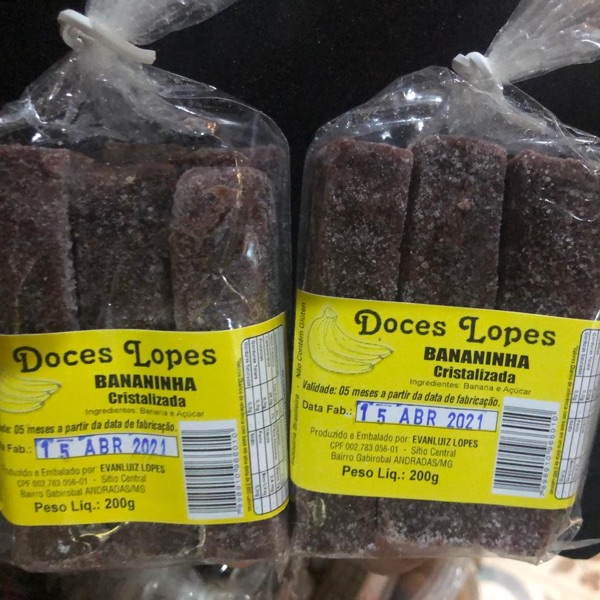 Doces Lopes
BANANINHA
Cristalizada
Ingredientes: Banana e Açúcar
de: 05 meses a partir da data de fabricação.
Fab.: 15 ABR 2021
Produzido e Embalado por: EVANLUIZ LOPES
CPF 002.783.056-01 - Sítio Central
Bairro Gabirobal ANDRADAS/MG
Peso Líq.: 200g
Não Contém Glúten
Doces Lopes
BANANINHA
Cristalizada
Ingredientes: Banana e Açúcar
Validade: 05 meses a partir da data de fabricação.
Data Fab.: 15 ABR 2021
Produzido e Embalado por: EVANLUIZ LOPES
CPF 002.783.056-01 - Sítio Central
Bairro Gabirobal ANDRADAS/MG
Peso Líq.: 200g